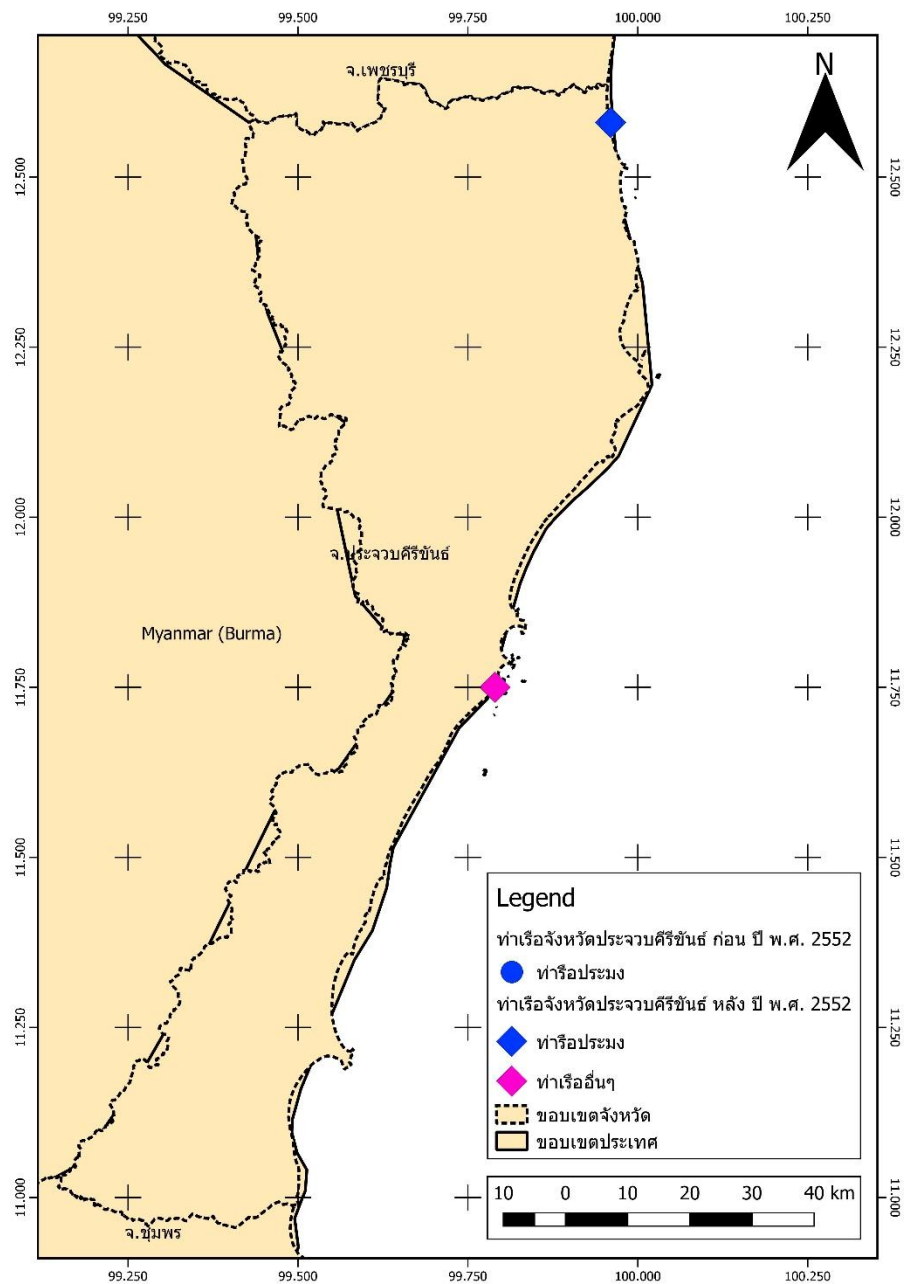 99.250 99.500 99.750 100.000 100.250
จ.เพชรบุรี
N
12.500 12.500
12.250 12.250
12.000 12.000
จ.ประจวบคีรีขันธ์
Myanmar (Burma)
11.750 11.750
11.500 11.500
Legend
ท่าเรือจังหวัดประจวบคีรีขันธ์ ก่อน ปี พ.ศ. 2552
ท่ารือประมง
ท่าเรือจังหวัดประจวบคีรีขันธ์ หลัง ปี พ.ศ. 2552
11.250 11.250
ท่ารือประมง
ท่าเรืออื่นๆ
ขอบเขตจังหวัด
ขอบเขตประเทศ
11.000 11.000
10 0 10 20 30 40 km
จ.ชุมพร
99.250 99.500 99.750 100.000 100.250